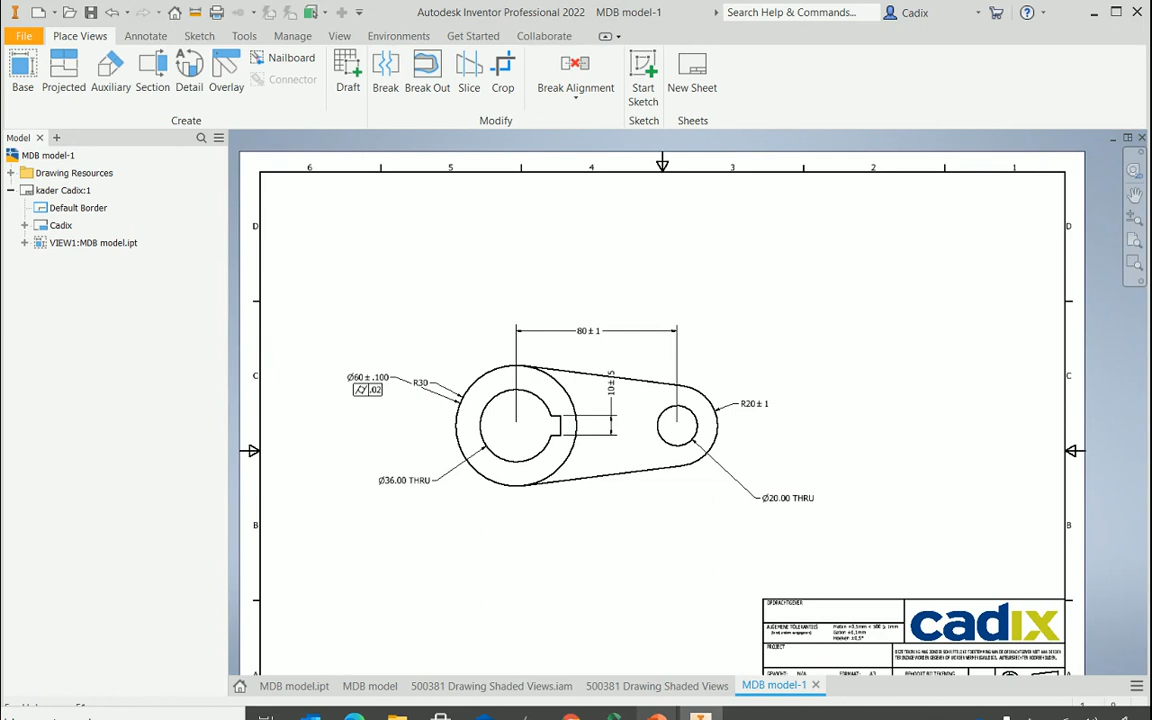 Autodesk Inventor Professional 2022 MDB model-1
Search Help & Commands...
Cadix
File Place Views Annotate Sketch Tools Manage View Environments Get Started Collaborate
Base Projected Auxiliary Section Detail Overlay
Nailboard
Connector
Draft Break Break Out Slice Crop Break Alignment
Start Sketch
New Sheet
Create Modify Sketch Sheets
Model
MDB model-1
Drawing Resources
kader Cadix:1
Default Border
Cadix
VIEW1:MDB model.ipt
6 5 4 3 2 1
D D
80±1
C C
Ø60±.100
.02
R30
R20±1
Ø36.00 THRU
Ø20.00 THRU
B B
OPDRACHTGEVER
ALGEMENE TOLERANTIES
PROJECT
cadix
MDB model.ipt MDB model 500381 Drawing Shaded Views.iam 500381 Drawing Shaded Views MDB model-1